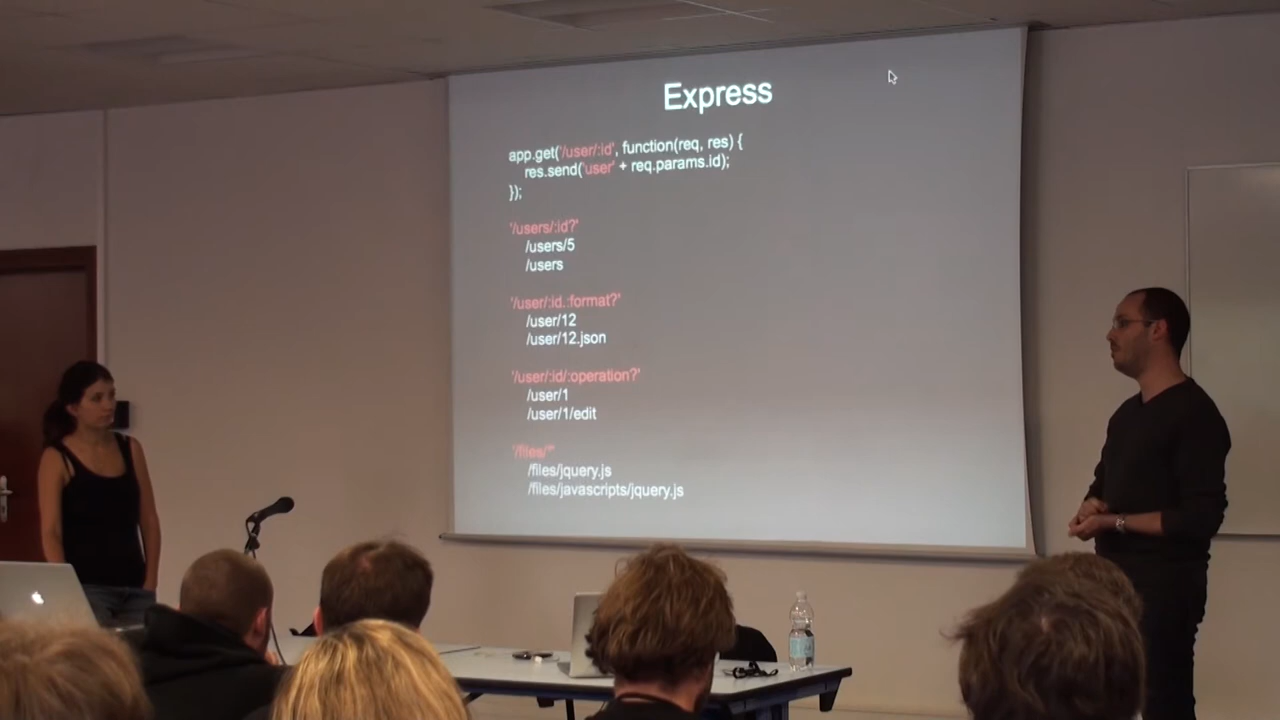 Express
app.get('/user/:id', function(req, res) {
res.send('user' + req.params.id);
});
'/users/:id?'
/users/5
/users
'/user/:id.:format?'
/user/12
/user/12.json
'/user/:id/:operation?'
/user/1
/user/1/edit
'/files/*'
/files/jquery.js
/files/javascripts/jquery.js